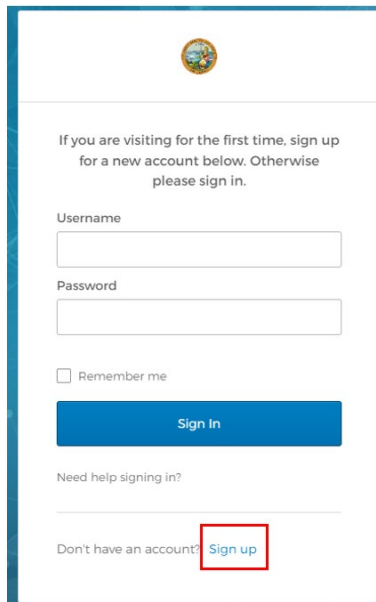 If you are visiting for the first time, sign up
for a new account below. Otherwise
please sign in.
Username
Password
Remember me
Sign In
Need help signing in?
Don't have an account? Sign up